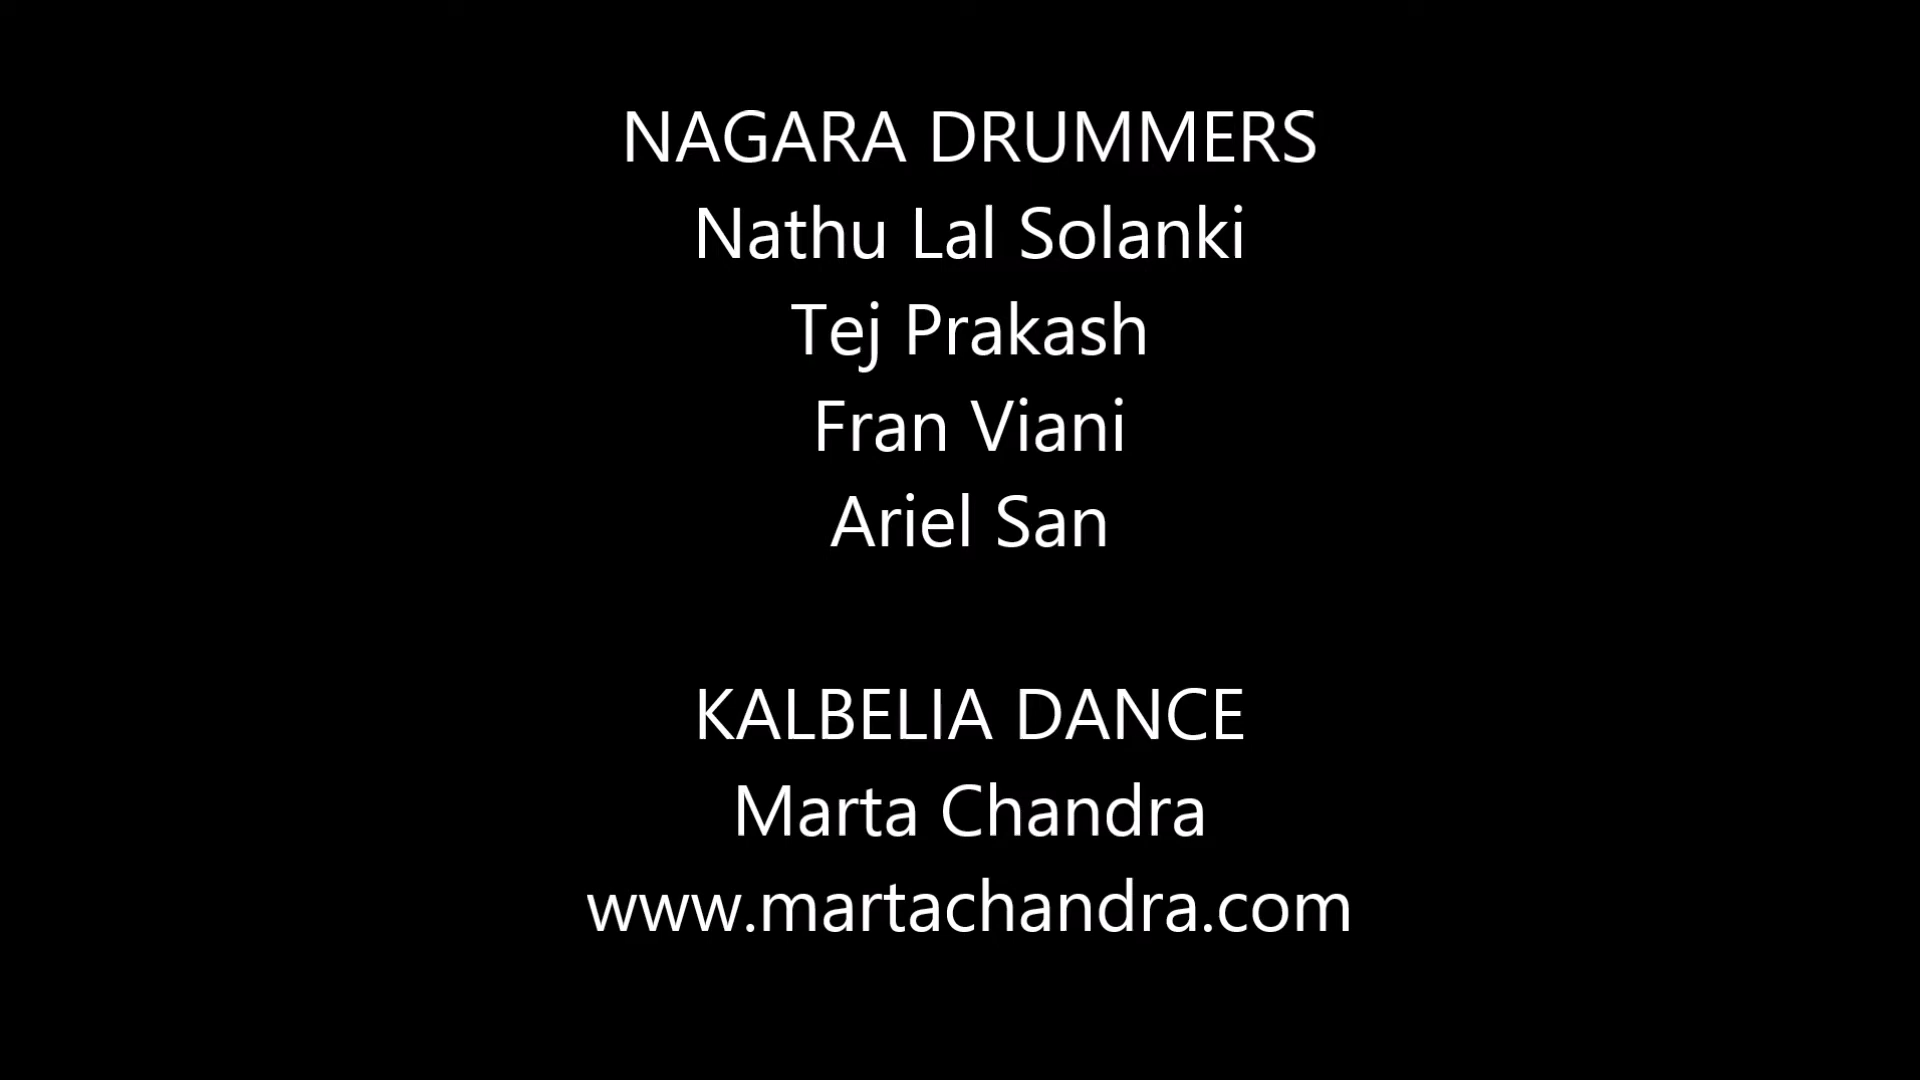 NAGARA DRUMMERS
Nathu Lal Solanki
Tej Prakash
Fran Viani
Ariel San
KALBELIA DANCE
Marta Chandra
www.martachandra.com